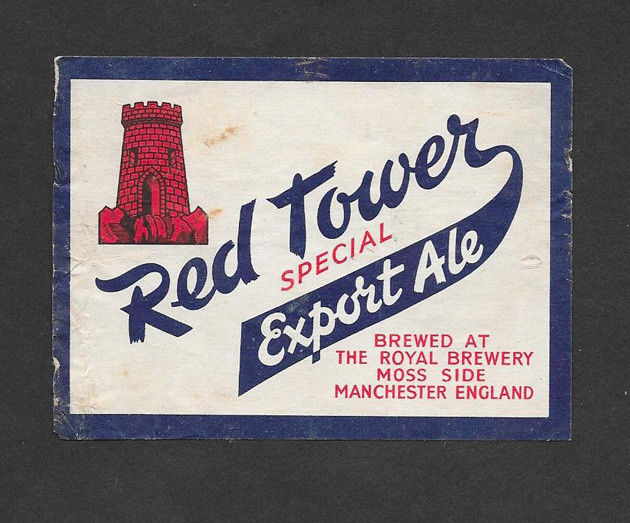 Red Tower
SPECIAL
Export Ale
BREWED AT
THE ROYAL BREWERY
MOSS SIDE
MANCHESTER ENGLAND